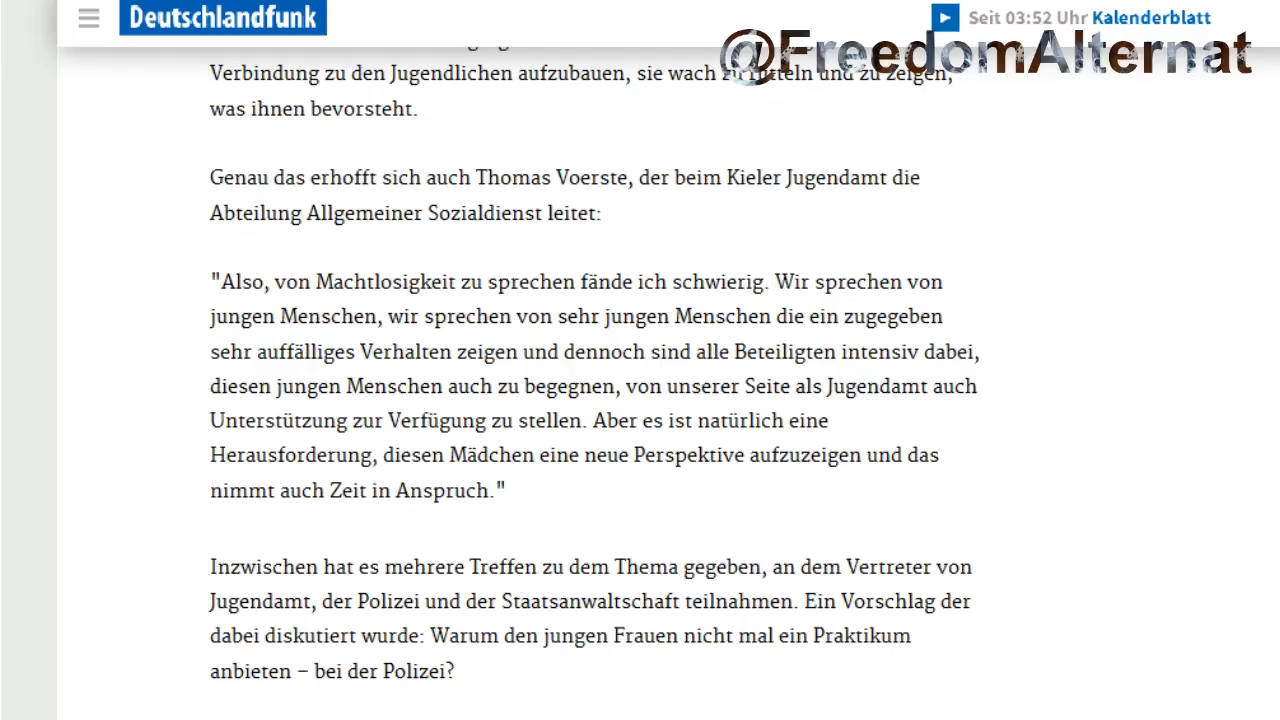 Deutschlandfunk
Seit 03:52 Uhr Kalenderblatt
@FreedomAlternat
Verbindung zu den Jugendlichen aufzubauen, sie wach zu rütteln und zu zeigen,
was ihnen bevorsteht.
Genau das erhofft sich auch Thomas Voerste, der beim Kieler Jugendamt die
Abteilung Allgemeiner Sozialdienst leitet:
"Also, von Machtlosigkeit zu sprechen fände ich schwierig. Wir sprechen von
jungen Menschen, wir sprechen von sehr jungen Menschen die ein zugegeben
sehr auffälliges Verhalten zeigen und dennoch sind alle Beteiligten intensiv dabei,
diesen jungen Menschen auch zu begegnen, von unserer Seite als Jugendamt auch
Unterstützung zur Verfügung zu stellen. Aber es ist natürlich eine
Herausforderung, diesen Mädchen eine neue Perspektive aufzuzeigen und das
nimmt auch Zeit in Anspruch."
Inzwischen hat es mehrere Treffen zu dem Thema gegeben, an dem Vertreter von
Jugendamt, der Polizei und der Staatsanwaltschaft teilnahmen. Ein Vorschlag der
dabei diskutiert wurde: Warum den jungen Frauen nicht mal ein Praktikum
anbieten – bei der Polizei?